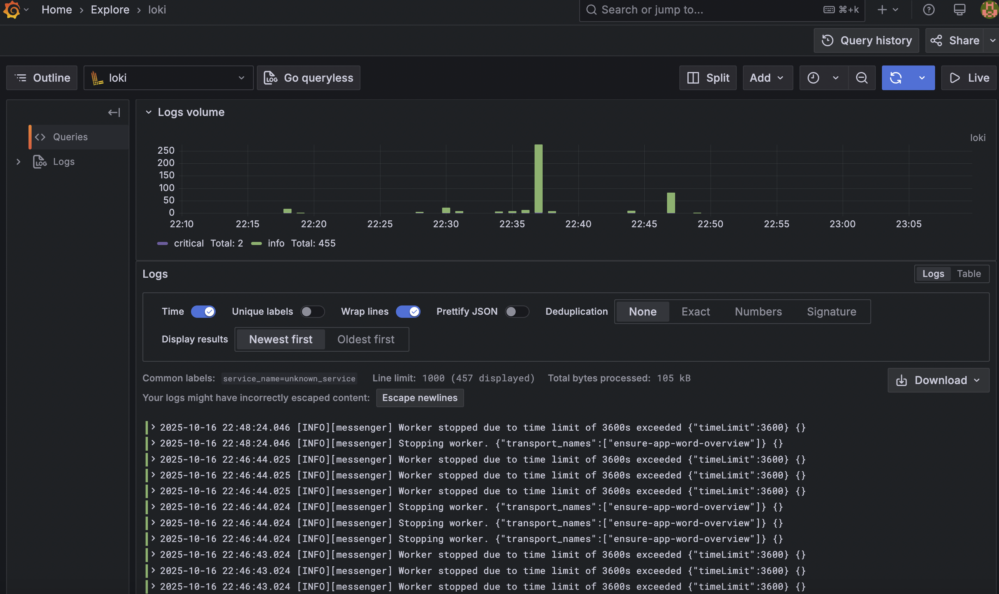 Home › Explore › loki
Search or jump to... ⌘+k
Query history
Share
Outline
loki
LOG Go queryless
Split
Add
Live
Queries
LOG Logs
Logs volume
loki
250
200
150
100
50
0
22:10 22:15 22:20 22:25 22:30 22:35 22:40 22:45 22:50 22:55 23:00 23:05
critical Total: 2 info Total: 455
Logs
Logs Table
Time Unique labels Wrap lines Prettify JSON Deduplication None Exact Numbers Signature
Display results Newest first Oldest first
Common labels: service_name=unknown_service Line limit: 1000 (457 displayed) Total bytes processed: 105 kB
Download
Your logs might have incorrectly escaped content: Escape newlines
2025-10-16 22:48:24.046 [INFO][messenger] Worker stopped due to time limit of 3600s exceeded {"timeLimit":3600} {}
2025-10-16 22:48:24.046 [INFO][messenger] Stopping worker. {"transport_names":["ensure-app-word-overview"]} {}
2025-10-16 22:46:44.025 [INFO][messenger] Worker stopped due to time limit of 3600s exceeded {"timeLimit":3600} {}
2025-10-16 22:46:44.025 [INFO][messenger] Worker stopped due to time limit of 3600s exceeded {"timeLimit":3600} {}
2025-10-16 22:46:44.025 [INFO][messenger] Worker stopped due to time limit of 3600s exceeded {"timeLimit":3600} {}
2025-10-16 22:46:44.024 [INFO][messenger] Stopping worker. {"transport_names":["ensure-app-word-overview"]} {}
2025-10-16 22:46:44.024 [INFO][messenger] Stopping worker. {"transport_names":["ensure-app-word-overview"]} {}
2025-10-16 22:46:44.024 [INFO][messenger] Stopping worker. {"transport_names":["ensure-app-word-overview"]} {}
2025-10-16 22:46:43.024 [INFO][messenger] Worker stopped due to time limit of 3600s exceeded {"timeLimit":3600} {}
2025-10-16 22:46:43.024 [INFO][messenger] Worker stopped due to time limit of 3600s exceeded {"timeLimit":3600} {}
2025-10-16 22:46:43.024 [INFO][messenger] Worker stopped due to time limit of 3600s exceeded {"timeLimit":3600} {}